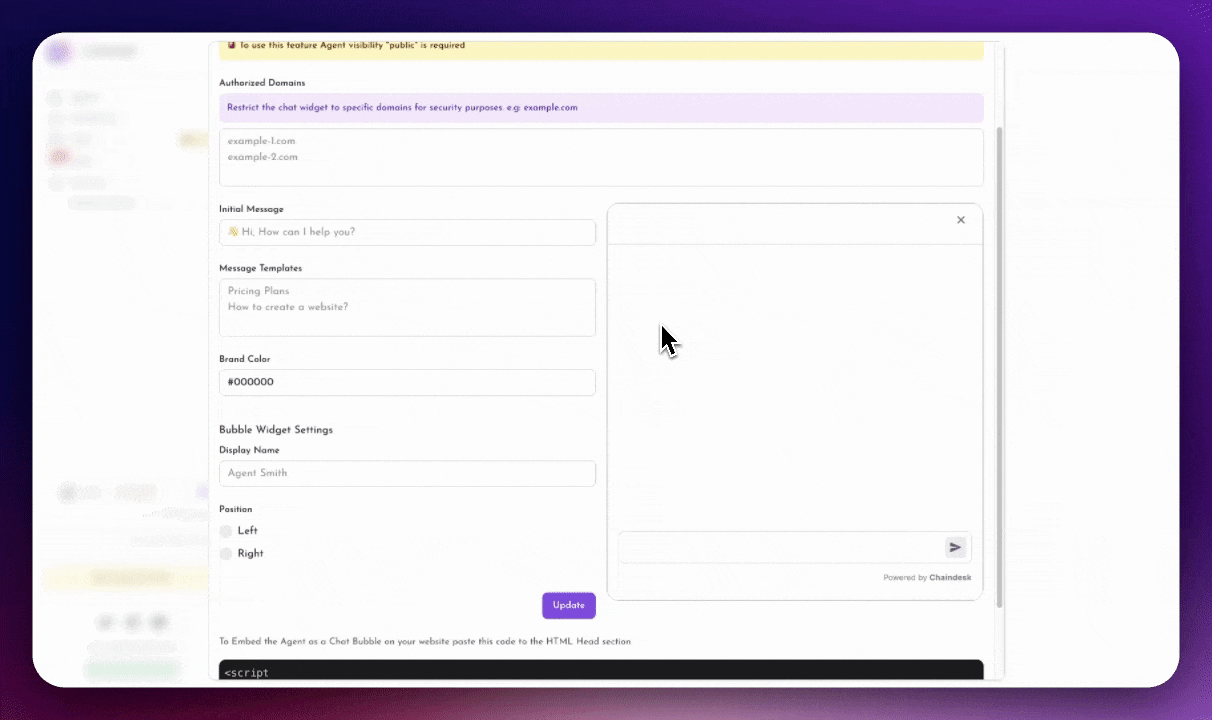 To use this feature Agent visibility "public" is required
Authorized Domains
Restrict the chat widget to specific domains for security purposes. e.g: example.com
example-1.com
example-2.com
Initial Message
👋 Hi, How can I help you?
Message Templates
Pricing Plans
How to create a website?
Brand Color
#000000
Bubble Widget Settings
Display Name
Agent Smith
Position
Left
Right
Update
Powered by Chaindesk
To Embed the Agent as a Chat Bubble on your website paste this code to the HTML Head section
<script